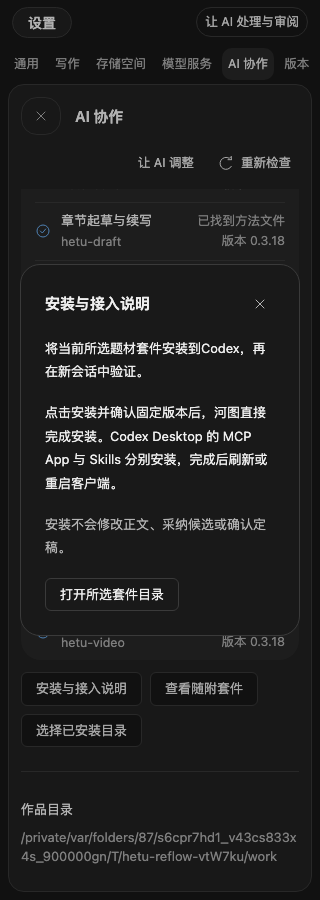 设置
让 AI 处理与审阅
通用 写作 存储空间 模型服务 AI 协作 版本
AI 协作
让 AI 调整
重新检查
章节起草与续写
已找到方法文件
hetu-draft
版本 0.3.18
安装与接入说明
将当前所选题材套件安装到Codex，再
在新会话中验证。
点击安装并确认固定版本后，河图直接
完成安装。Codex Desktop 的 MCP
App 与 Skills 分别安装，完成后刷新或
重启客户端。
安装不会修改正文、采纳候选或确认定
稿。
打开所选套件目录
hetu-video
版本 0.3.18
安装与接入说明
查看随附套件
选择已安装目录
作品目录
/private/var/folders/87/s6cpr7hd1_v43cs833x
4s_900000gn/T/hetu-reflow-vtW7ku/work